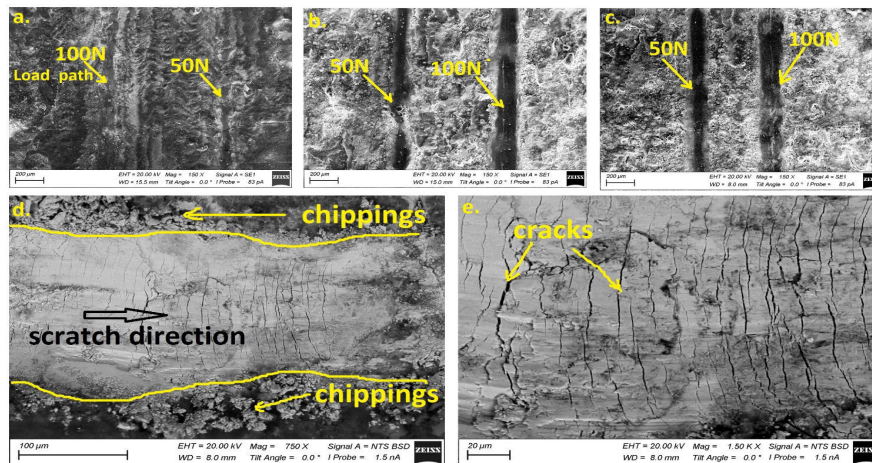 a.
100N
Load path
50N
200 µm
EHT = 20.00 kV Mag = 150 X Signal A = SE1
WD = 15.5 mm Tilt Angle = 0.0 ° I Probe = 83 pA
ZEISS
b.
50N
100N
200 µm
EHT = 20.00 kV Mag = 150 X Signal A = SE1
WD = 15.0 mm Tilt Angle = 0.0 ° I Probe = 83 pA
ZEISS
c.
50N
100N
200 µm
EHT = 20.00 kV Mag = 150 X Signal A = SE1
WD = 8.0 mm Tilt Angle = 0.0 ° I Probe = 83 pA
ZEISS
d.
chippings
scratch direction
chippings
100 µm
EHT = 20.00 kV Mag = 750 X Signal A = NTS BSD
WD = 8.0 mm Tilt Angle = 0.0 ° I Probe = 1.5 nA
ZEISS
e.
cracks
20 µm
EHT = 20.00 kV Mag = 1.50 K X Signal A = NTS BSD
WD = 8.0 mm Tilt Angle = 0.0 ° I Probe = 1.5 nA
ZEISS